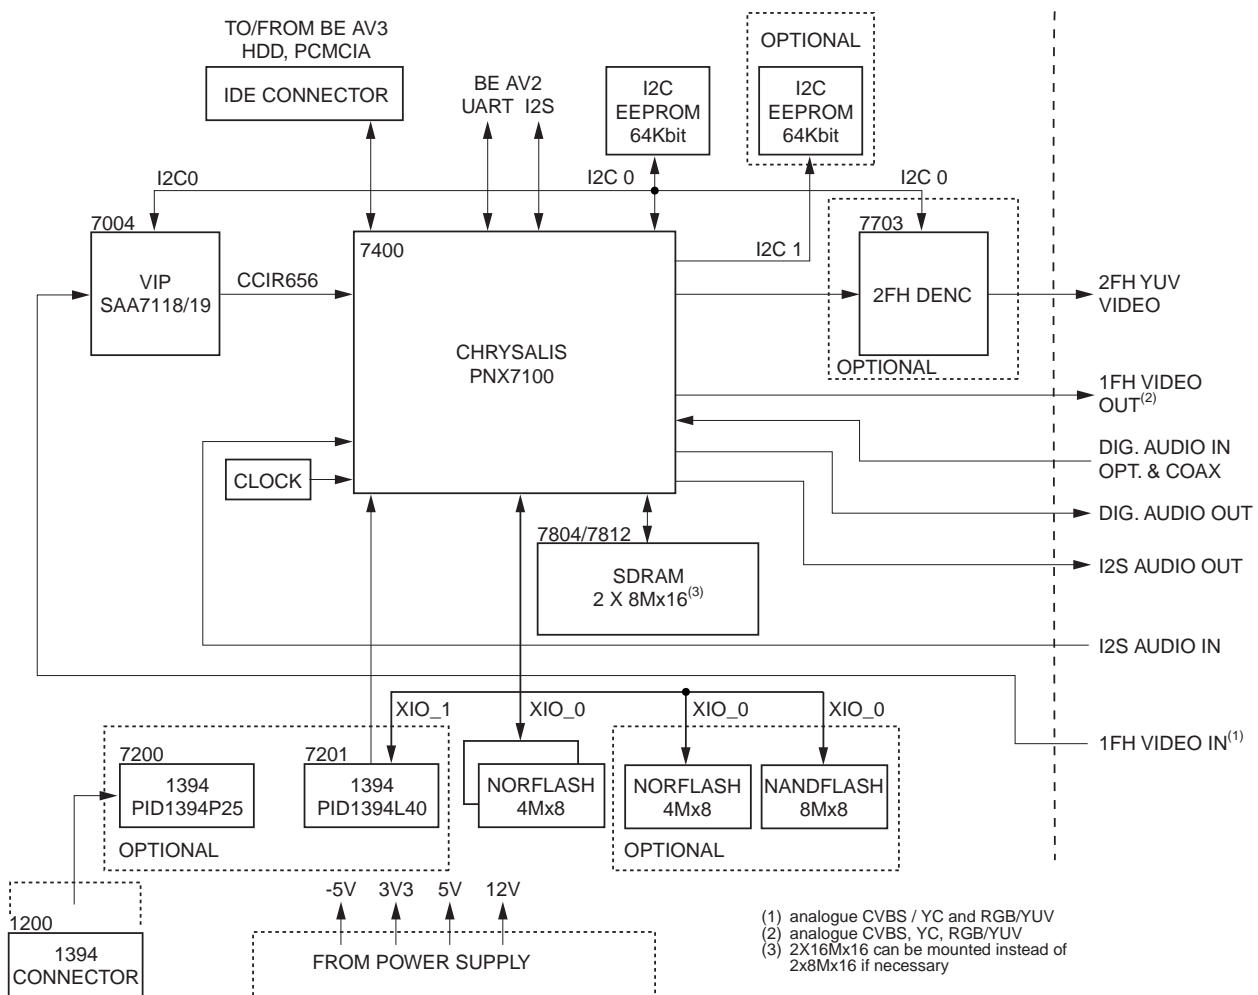 TO/FROM BE AV3
HDD, PCMCIA
IDE CONNECTOR
BE AV2
UART I2S
I2C
EEPROM
64Kbit
OPTIONAL
I2C
EEPROM
64Kbit
I2C0
I2C 0
I2C 0
7004
VIP
SAA7118/19
CCIR656
7400
CHRYSALIS
PNX7100
I2C 1
7703
2FH DENC
OPTIONAL
2FH YUV
VIDEO
1FH VIDEO
OUT(2)
DIG. AUDIO IN
OPT. & COAX
CLOCK
DIG. AUDIO OUT
7804/7812
SDRAM
2 X 8Mx16(3)
I2S AUDIO OUT
I2S AUDIO IN
XIO_1
XIO_0
XIO_0
XIO_0
1FH VIDEO IN(1)
7200
1394
PID1394P25
7201
1394
PID1394L40
OPTIONAL
NORFLASH
4Mx8
NORFLASH
4Mx8
NANDFLASH
8Mx8
OPTIONAL
-5V 3V3 5V 12V
FROM POWER SUPPLY
1200
1394
CONNECTOR
(1) analogue CVBS / YC and RGB/YUV
(2) analogue CVBS, YC, RGB/YUV
(3) 2X16Mx16 can be mounted instead of
2x8Mx16 if necessary